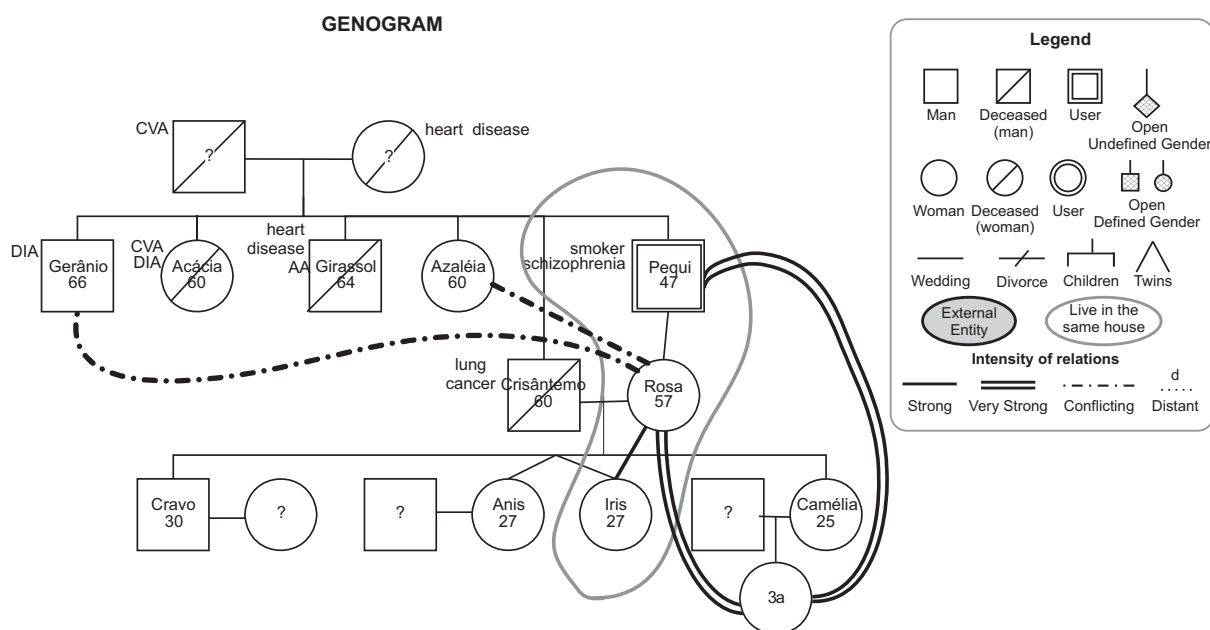 GENOGRAM
CVA
?
?
heart disease
DIA
Gerânio
66
CVA
DIA
Acácia
60
heart
disease
AA
Girassol
64
Azaléia
60
smoker
schizophrenia
Pequi
47
lung
cancer
Crisântemo
60
Rosa
57
Cravo
30
?
?
Anis
27
Iris
27
?
Camélia
25
3a
Legend
Man
Deceased
(man)
User
Open
Undefined Gender
Woman
Deceased
(woman)
User
Open
Defined Gender
Wedding
Divorce
Children
Twins
External
Entity
Live in the
same house
Intensity of relations
d
Strong
Very Strong
Conflicting
Distant